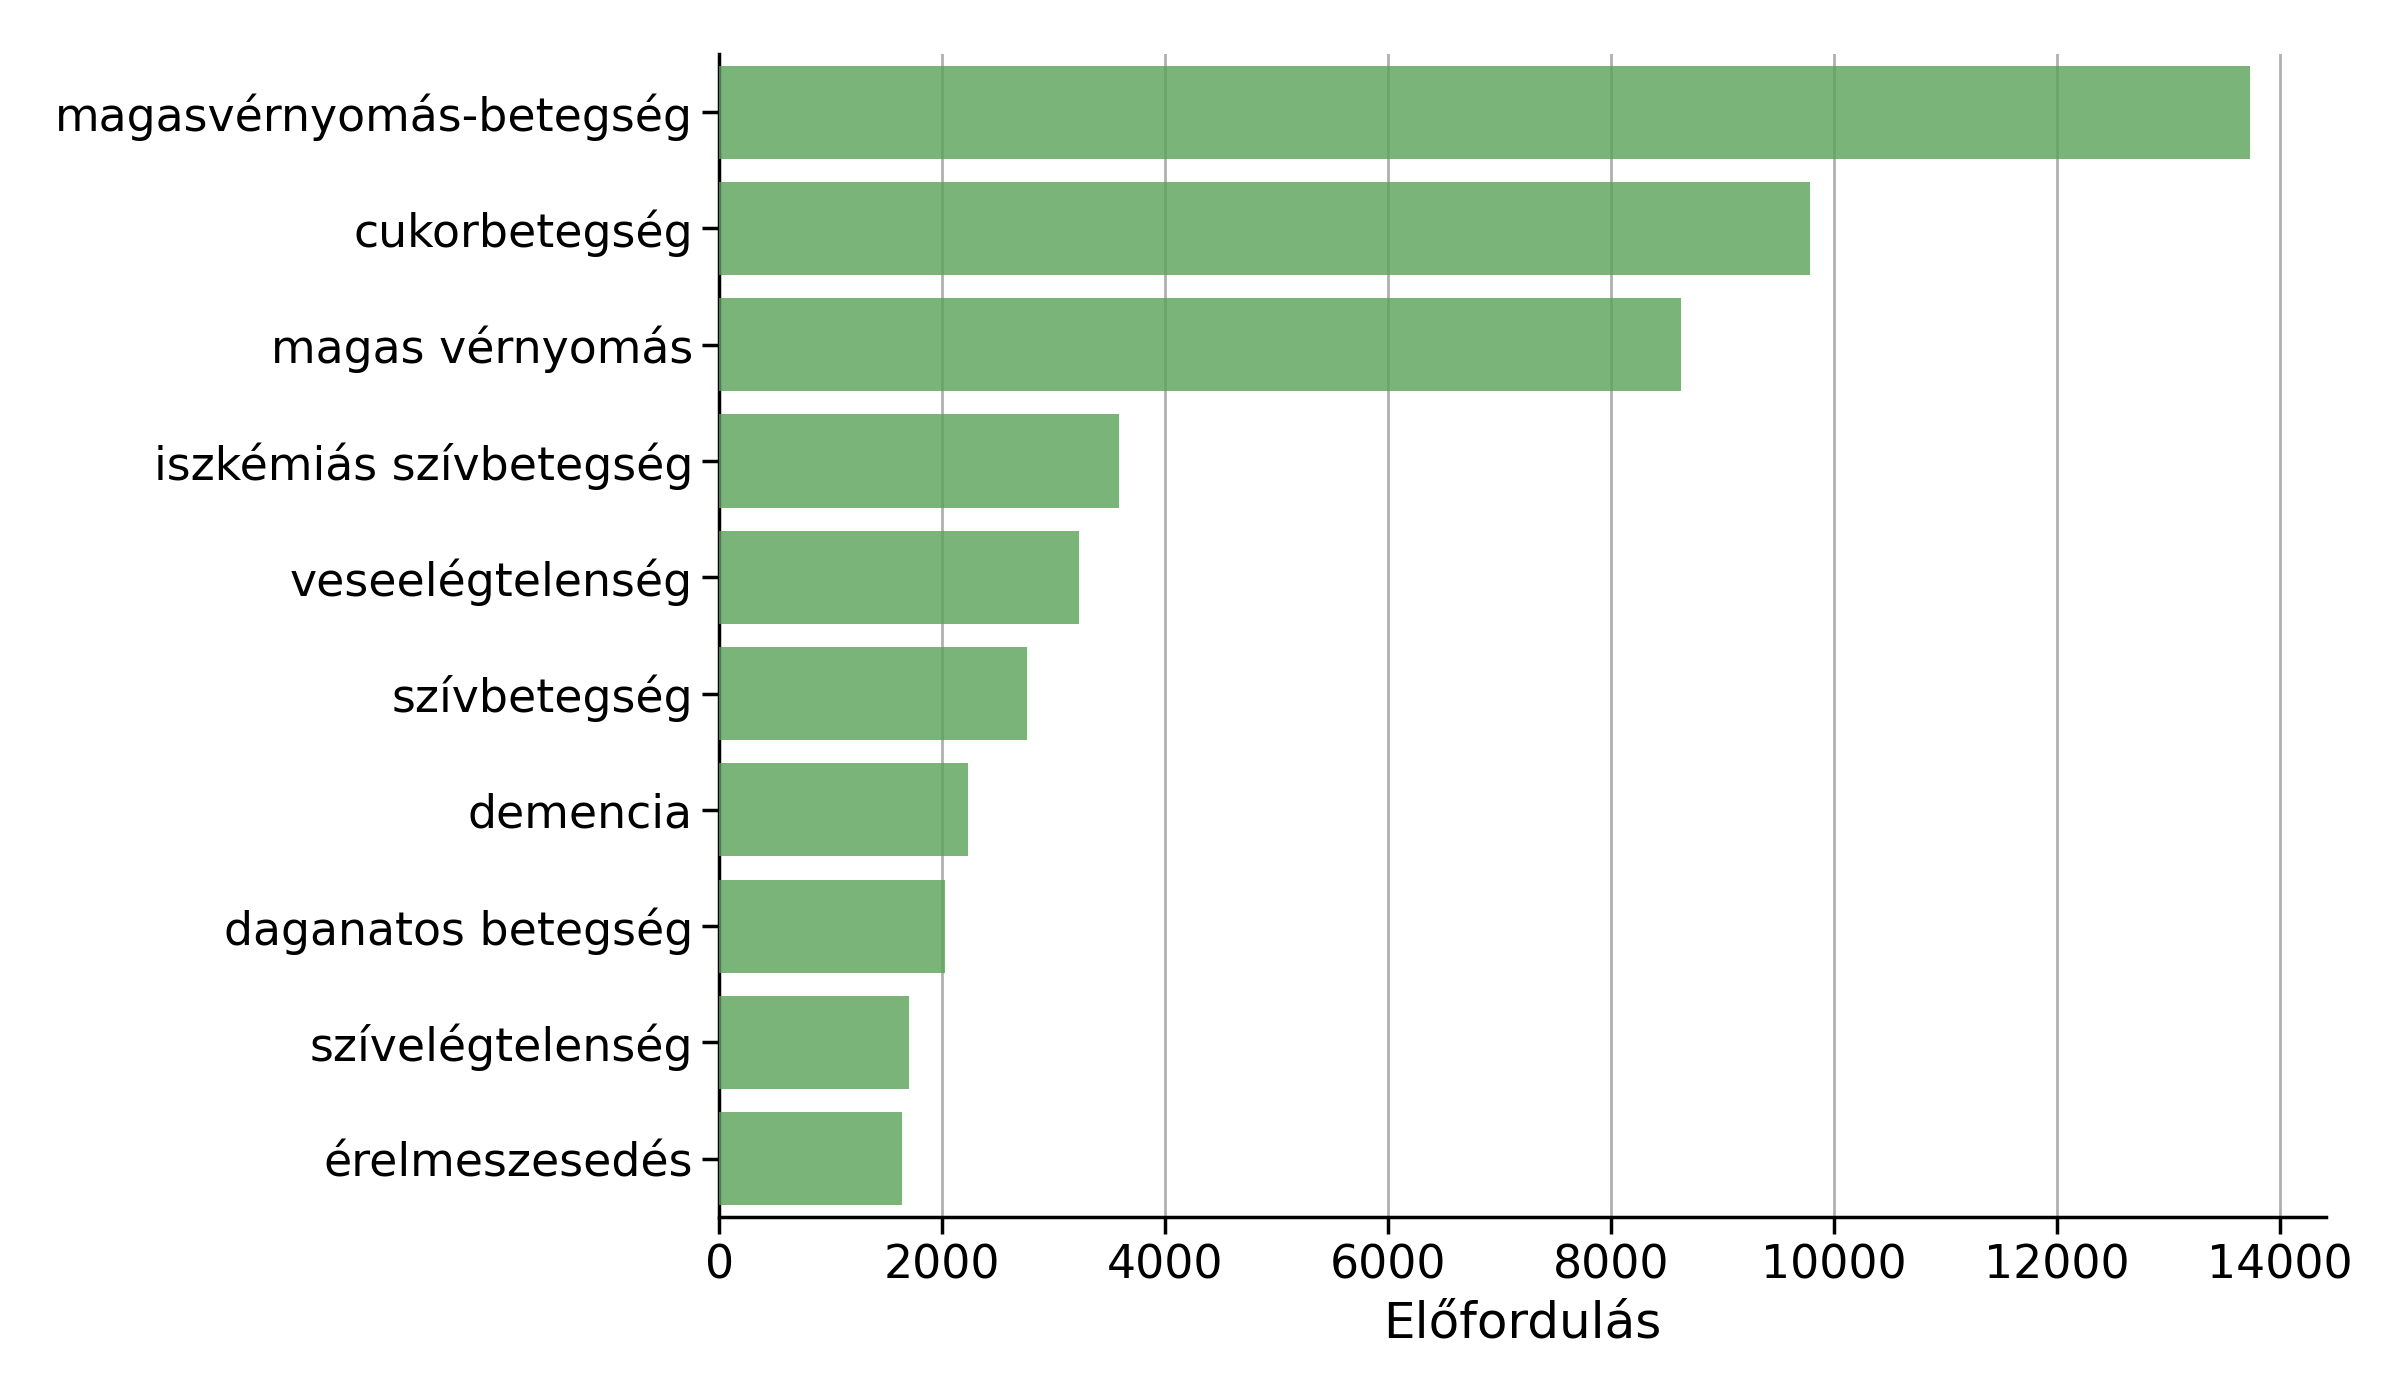 magasvérnyomás-betegség
cukorbetegség
magas vérnyomás
iszkémiás szívbetegség
veseelégtelenség
szívbetegség
demencia
daganatos betegség
szívelégtelenség
érelmeszesedés
0 2000 4000 6000 8000 10000 12000 14000
Előfordulás